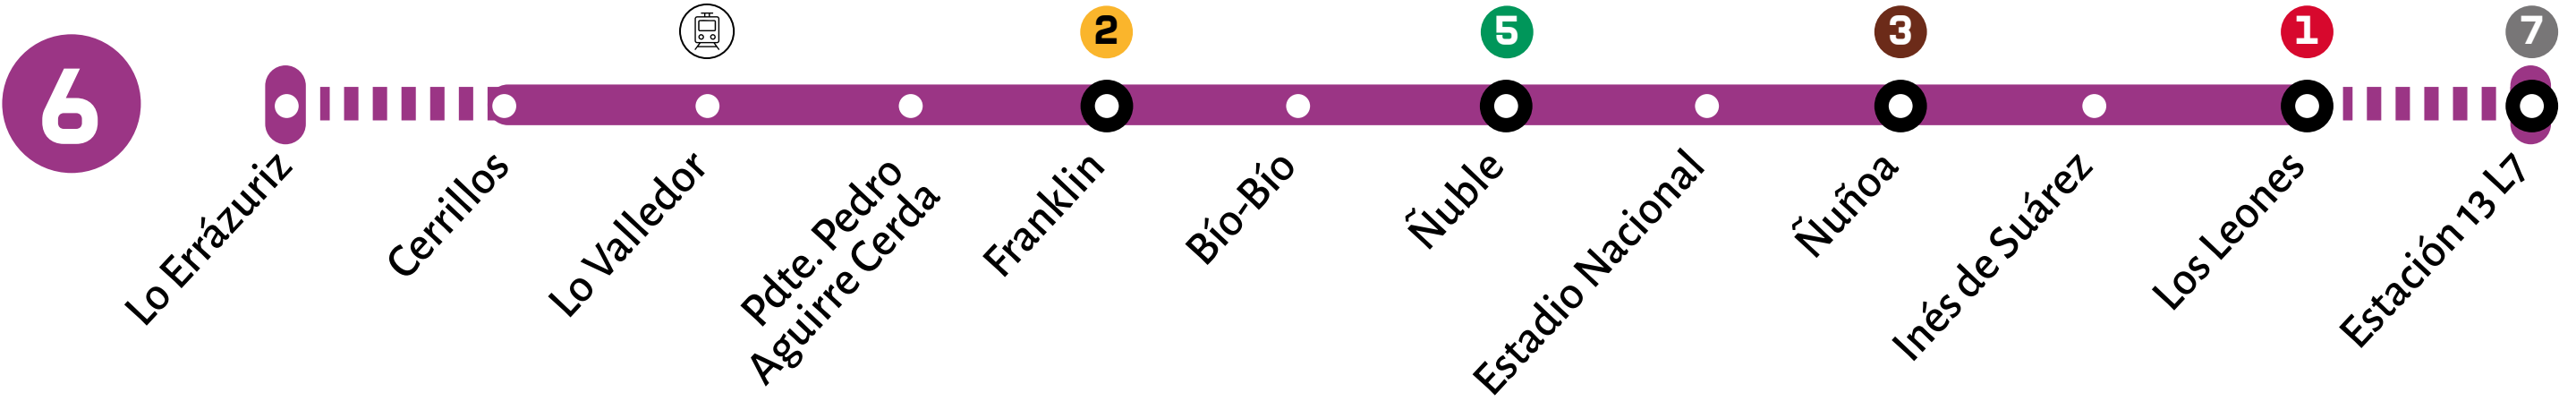 6
2
5
3
1
7
Lo Errázuriz
Cerrillos
Lo Valledor
Pdte. Pedro
Aguirre Cerda
Franklin
Bío-Bío
Ñuble
Estadio Nacional
Ñuñoa
Inés de Suárez
Los Leones
Estación 13 L7